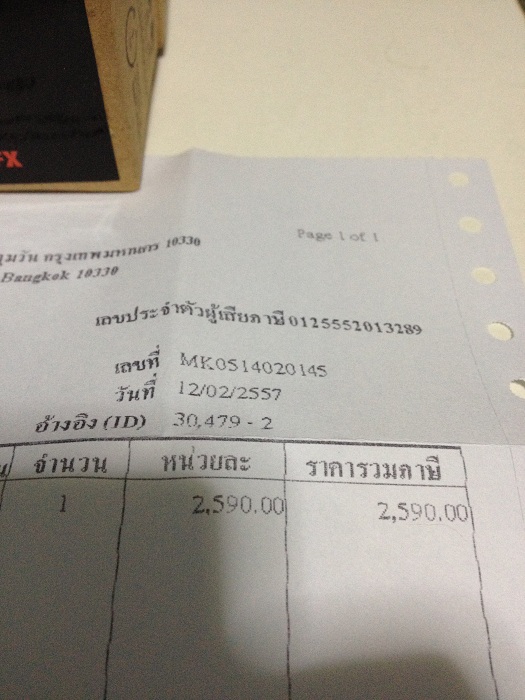 FX
Page 1 of 1
กรุงเทพมหานคร 10330
Bangkok 10330
เลขประจำตัวผู้เสียภาษี 0125552013289
เลขที่ MK0514020145
วันที่ 12/02/2557
อ้างอิง (ID) 30,479 - 2
จำนวน หน่วยละ ราคารวมภาษี
1 2,590.00 2,590.00